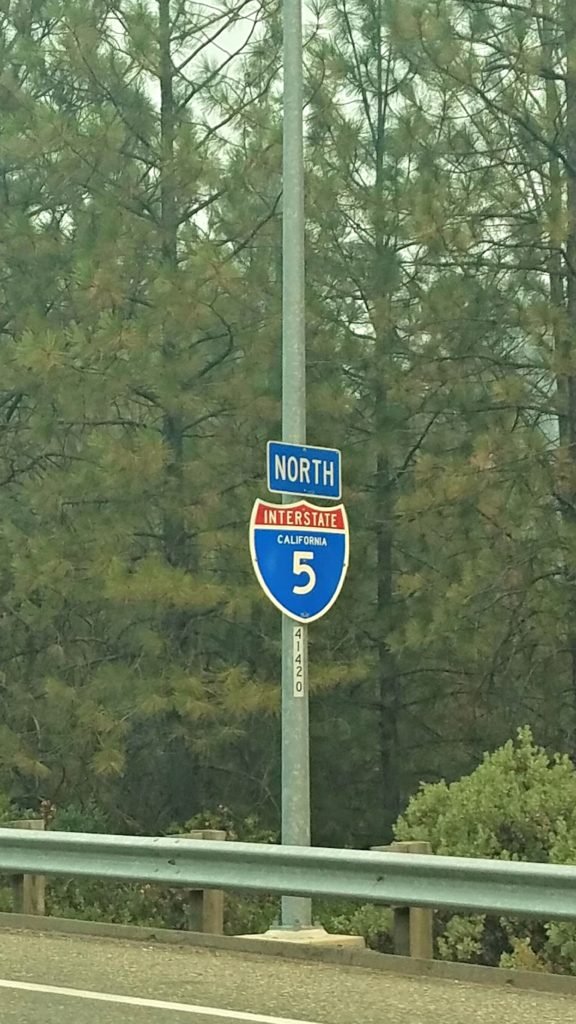 NORTH
INTERSTATE
CALIFORNIA
5
41420